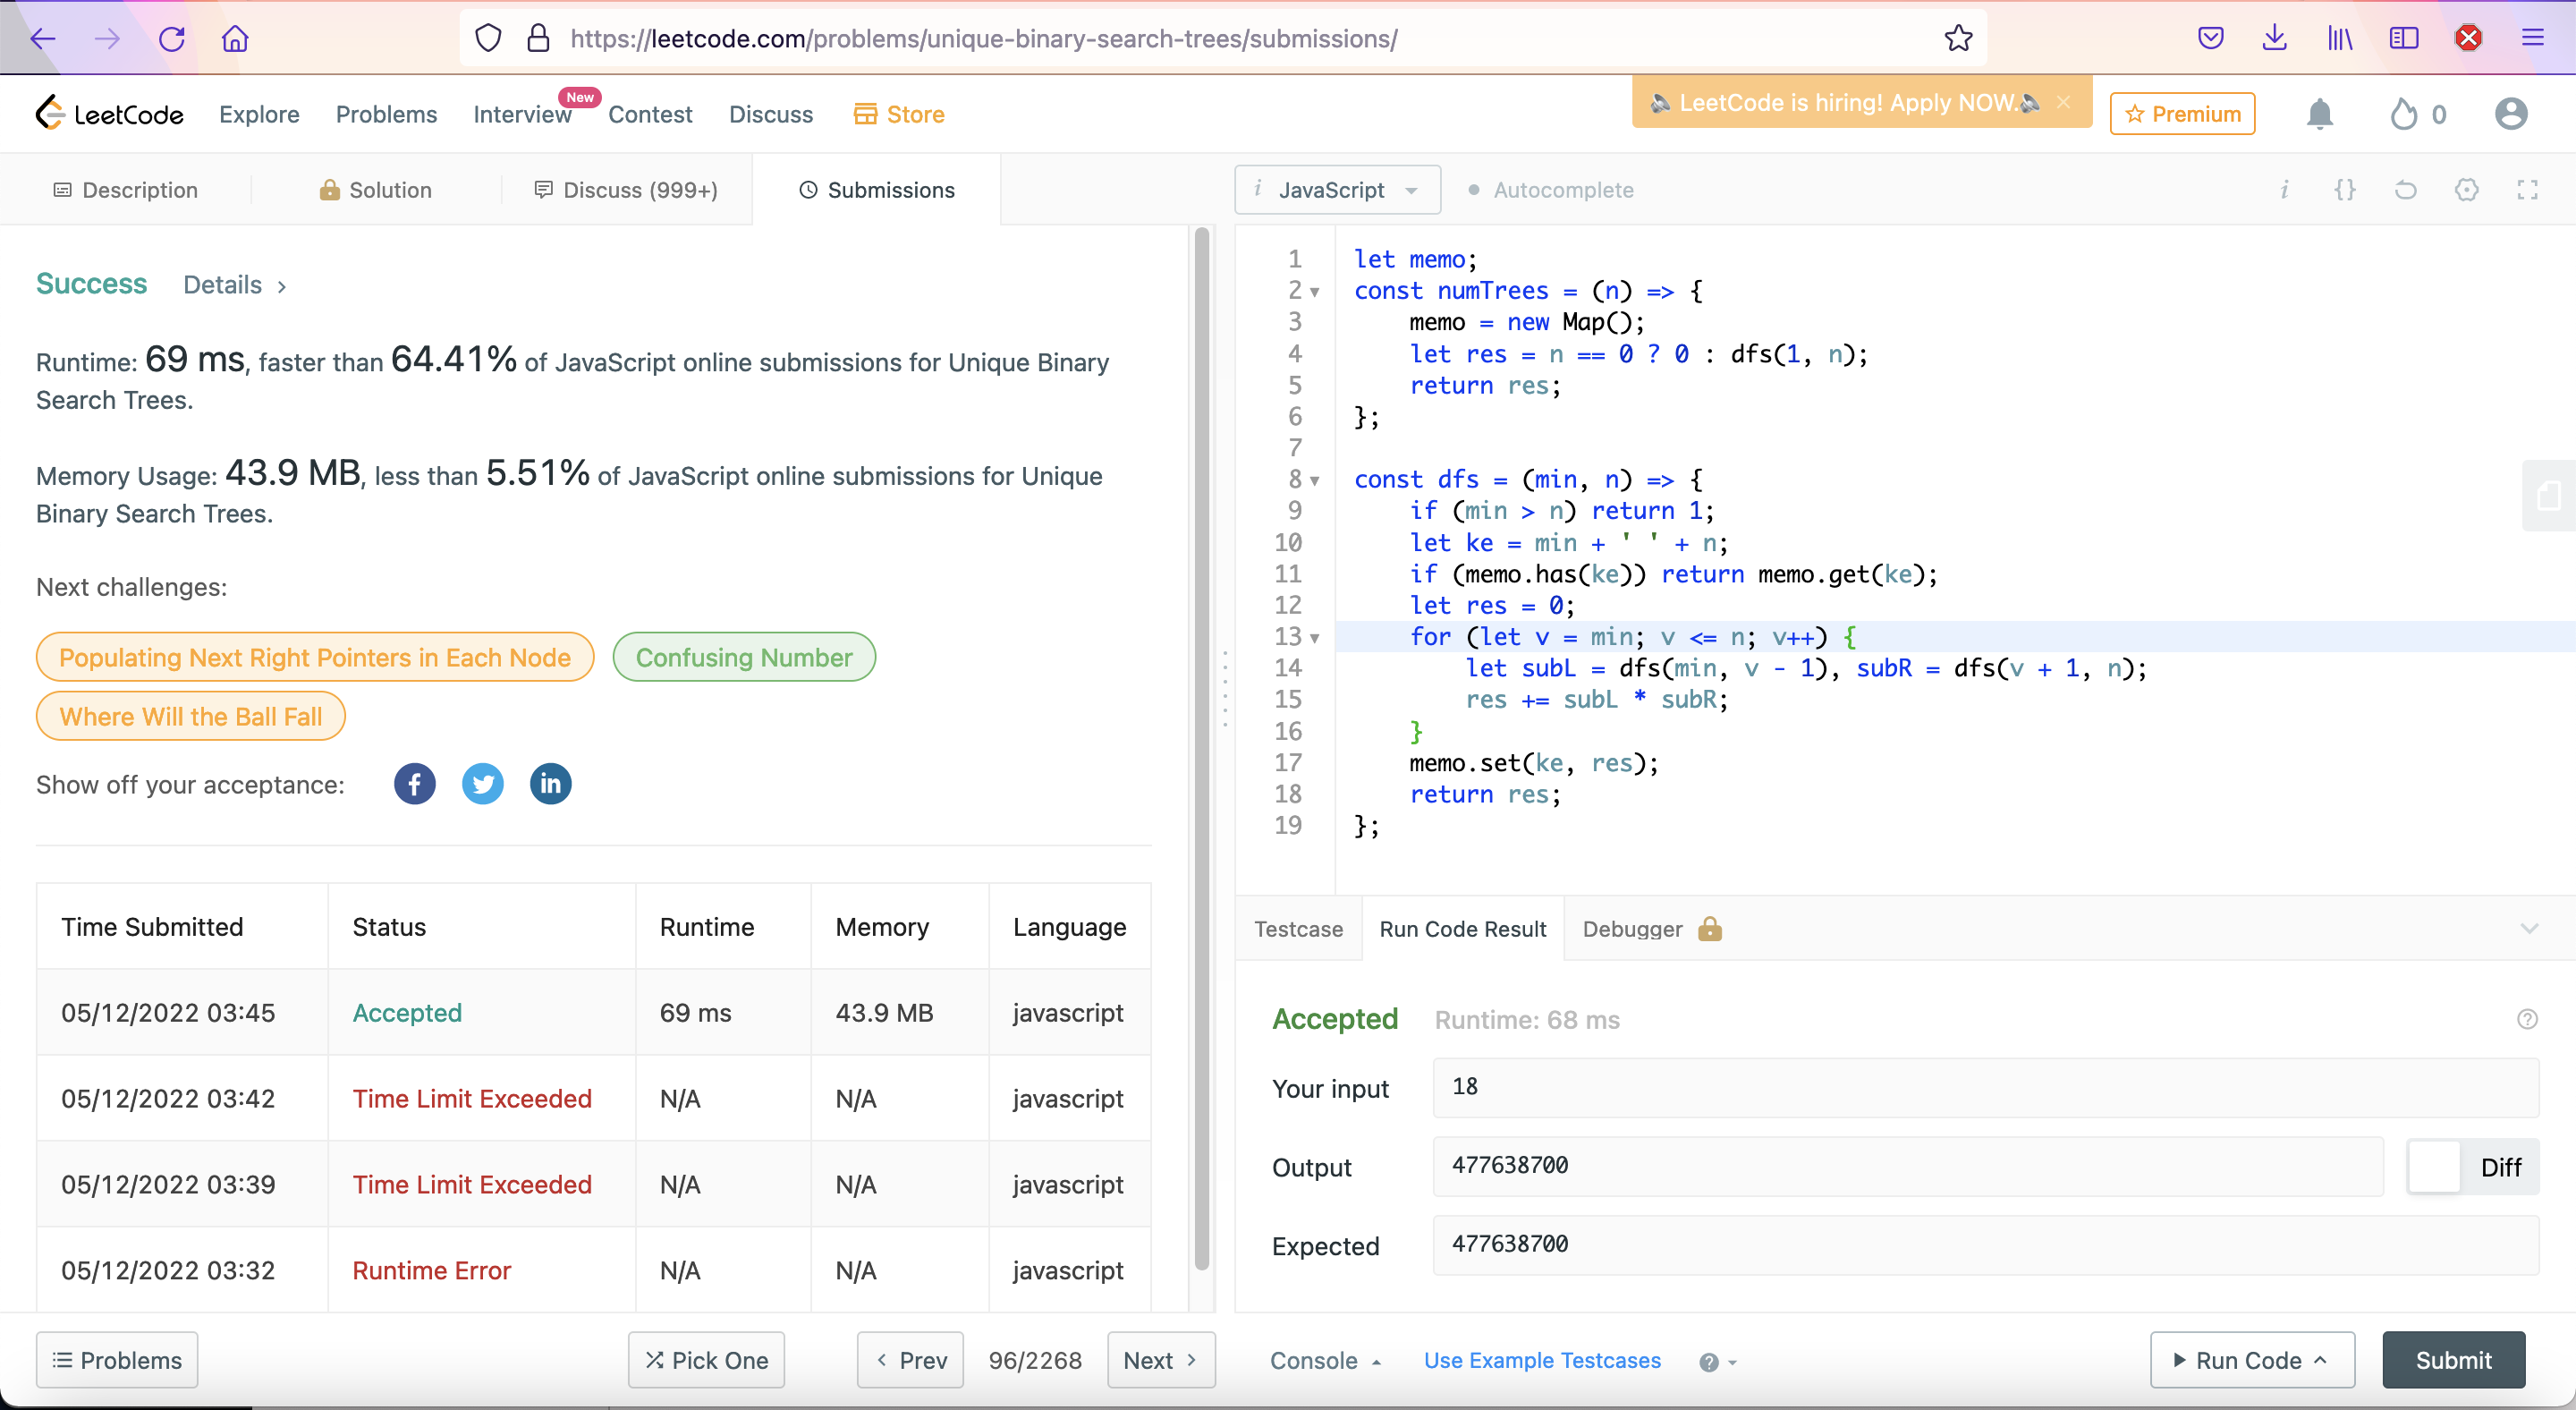 https://leetcode.com/problems/unique-binary-search-trees/submissions/
LeetCode
Explore
Problems
Interview
New
Contest
Discuss
Store
LeetCode is hiring! Apply NOW.
Premium
0
Description
Solution
Discuss (999+)
Submissions
i JavaScript
Autocomplete
i {}
Success Details
Runtime: 69 ms, faster than 64.41% of JavaScript online submissions for Unique Binary
Search Trees.
Memory Usage: 43.9 MB, less than 5.51% of JavaScript online submissions for Unique
Binary Search Trees.
Next challenges:
Populating Next Right Pointers in Each Node
Confusing Number
Where Will the Ball Fall
Show off your acceptance:
f
in
Time Submitted Status Runtime Memory Language
05/12/2022 03:45 Accepted 69 ms 43.9 MB javascript
05/12/2022 03:42 Time Limit Exceeded N/A N/A javascript
05/12/2022 03:39 Time Limit Exceeded N/A N/A javascript
05/12/2022 03:32 Runtime Error N/A N/A javascript
1 let memo;
2 const numTrees = (n) => {
3     memo = new Map();
4     let res = n == 0 ? 0 : dfs(1, n);
5     return res;
6 };
7
8 const dfs = (min, n) => {
9     if (min > n) return 1;
10     let ke = min + ' ' + n;
11     if (memo.has(ke)) return memo.get(ke);
12     let res = 0;
13     for (let v = min; v <= n; v++) {
14         let subL = dfs(min, v - 1), subR = dfs(v + 1, n);
15         res += subL * subR;
16     }
17     memo.set(ke, res);
18     return res;
19 };
Testcase
Run Code Result
Debugger
Accepted Runtime: 68 ms
?
Your input 18
Output 477638700
Diff
Expected 477638700
Problems
Pick One
Prev
96/2268
Next
Console
Use Example Testcases
?
Run Code
Submit